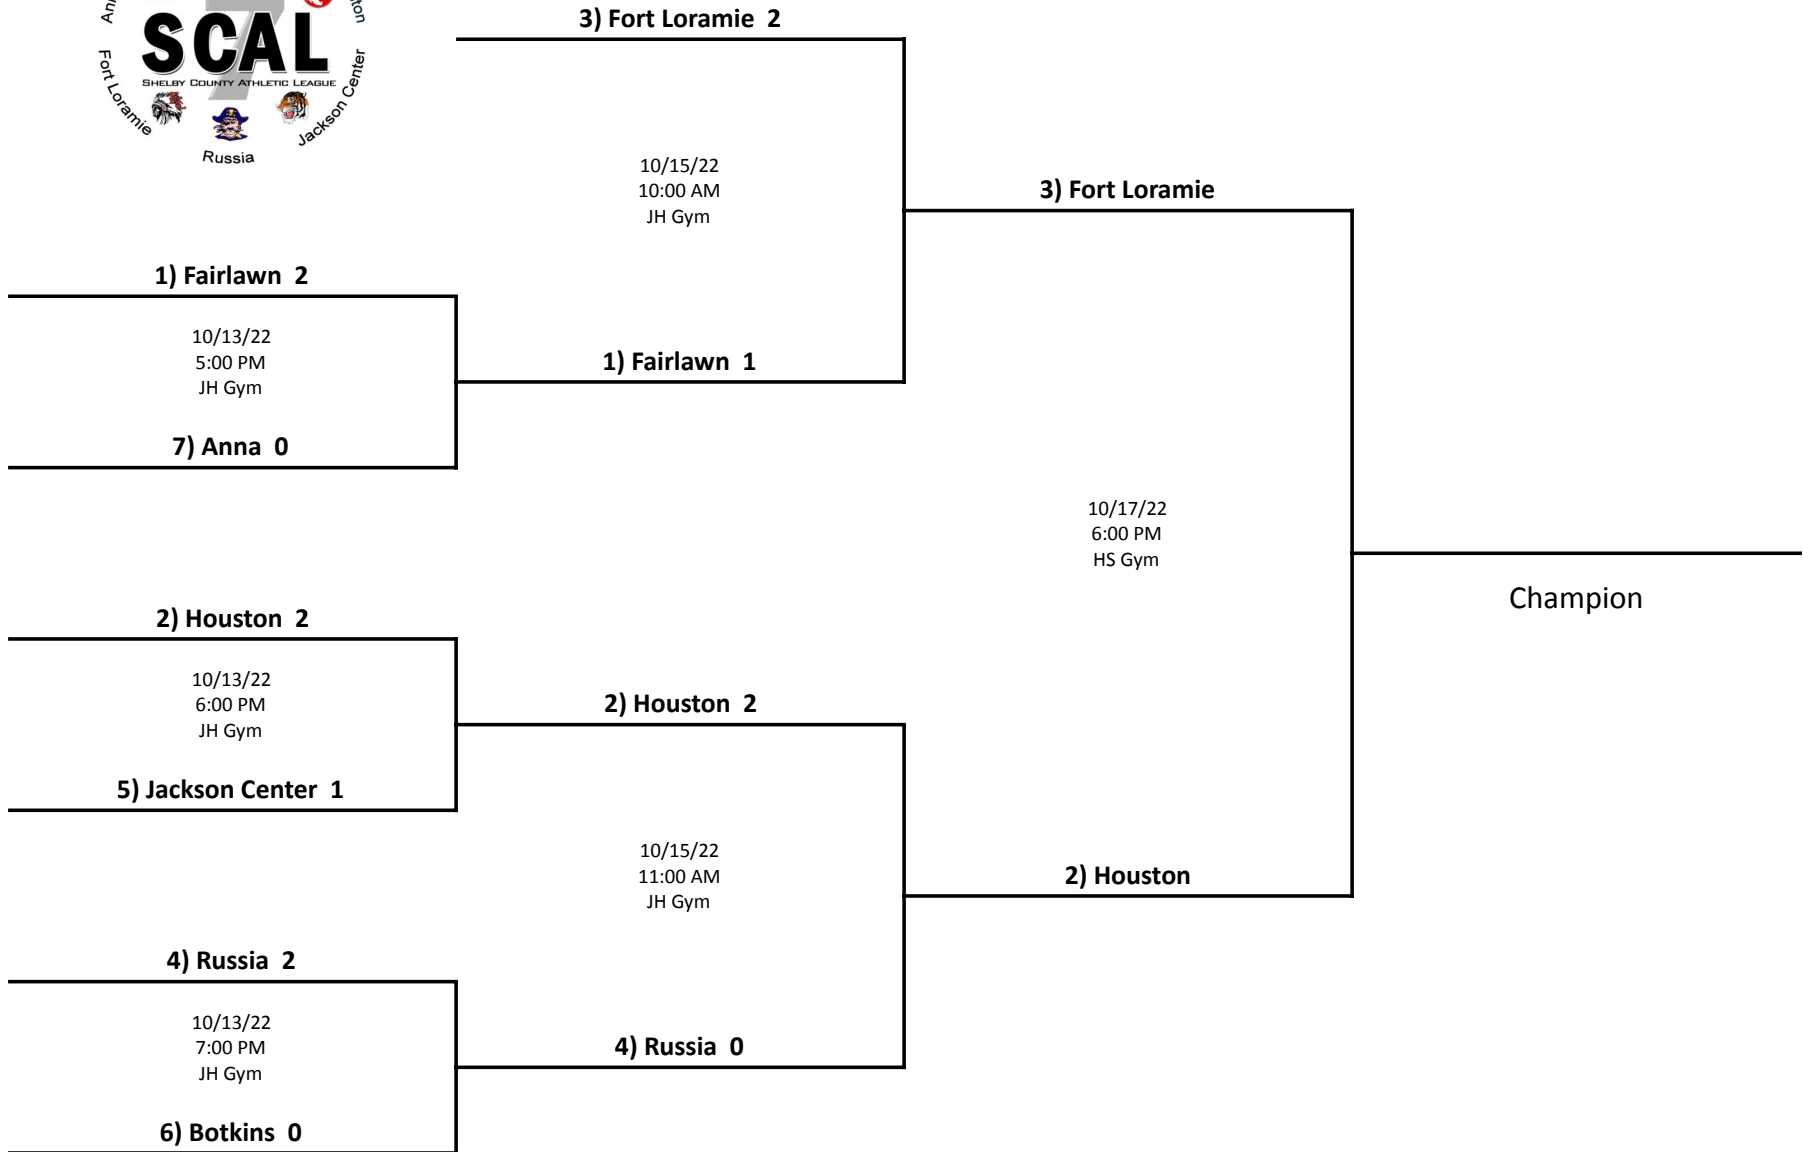 SCAL
SHELBY COUNTY ATHLETIC LEAGUE
Fort Loramie
Russia
Jackson Center
3) Fort Loramie 2
10/15/22
10:00 AM
JH Gym
3) Fort Loramie
1) Fairlawn 2
10/13/22
5:00 PM
JH Gym
1) Fairlawn 1
7) Anna 0
10/17/22
6:00 PM
HS Gym
Champion
2) Houston 2
10/13/22
6:00 PM
JH Gym
2) Houston 2
5) Jackson Center 1
10/15/22
11:00 AM
JH Gym
2) Houston
4) Russia 2
10/13/22
7:00 PM
JH Gym
4) Russia 0
6) Botkins 0